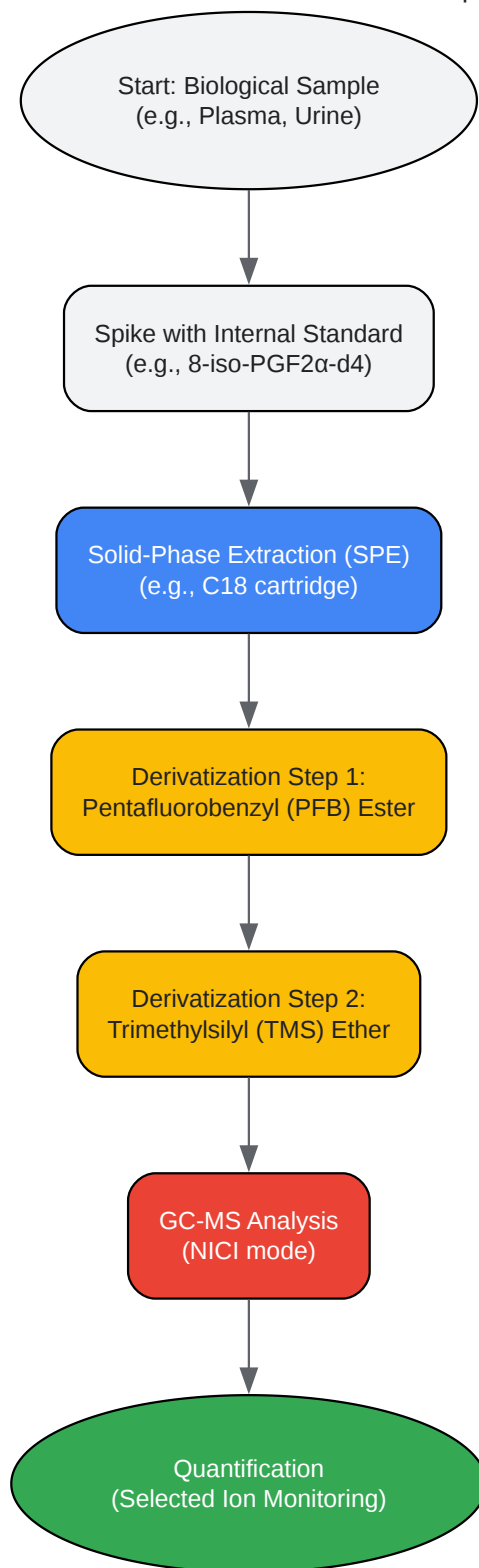 Start: Biological Sample
(e.g., Plasma, Urine)
Spike with Internal Standard
(e.g., 8-iso-PGF2α-d4)
Solid-Phase Extraction (SPE)
(e.g., C18 cartridge)
Derivatization Step 1:
Pentafluorobenzyl (PFB) Ester
Derivatization Step 2:
Trimethylsilyl (TMS) Ether
GC-MS Analysis
(NICI mode)
Quantification
(Selected Ion Monitoring)